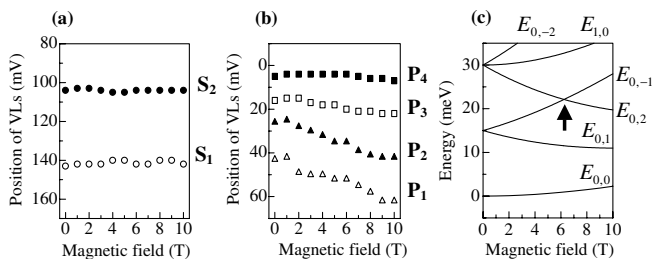 (a)
Position of VLs (mV)
80
100
120
140
160
S2
S1
0 2 4 6 8 10
Magnetic field (T)
(b)
Position of VLs (mV)
0
20
40
60
P4
P3
P2
P1
0 2 4 6 8 10
Magnetic field (T)
(c)
Energy (meV)
30
20
10
0
E0,-2
E1,0
E0,-1
E0,2
E0,1
E0,0
0 2 4 6 8 10
Magnetic field (T)